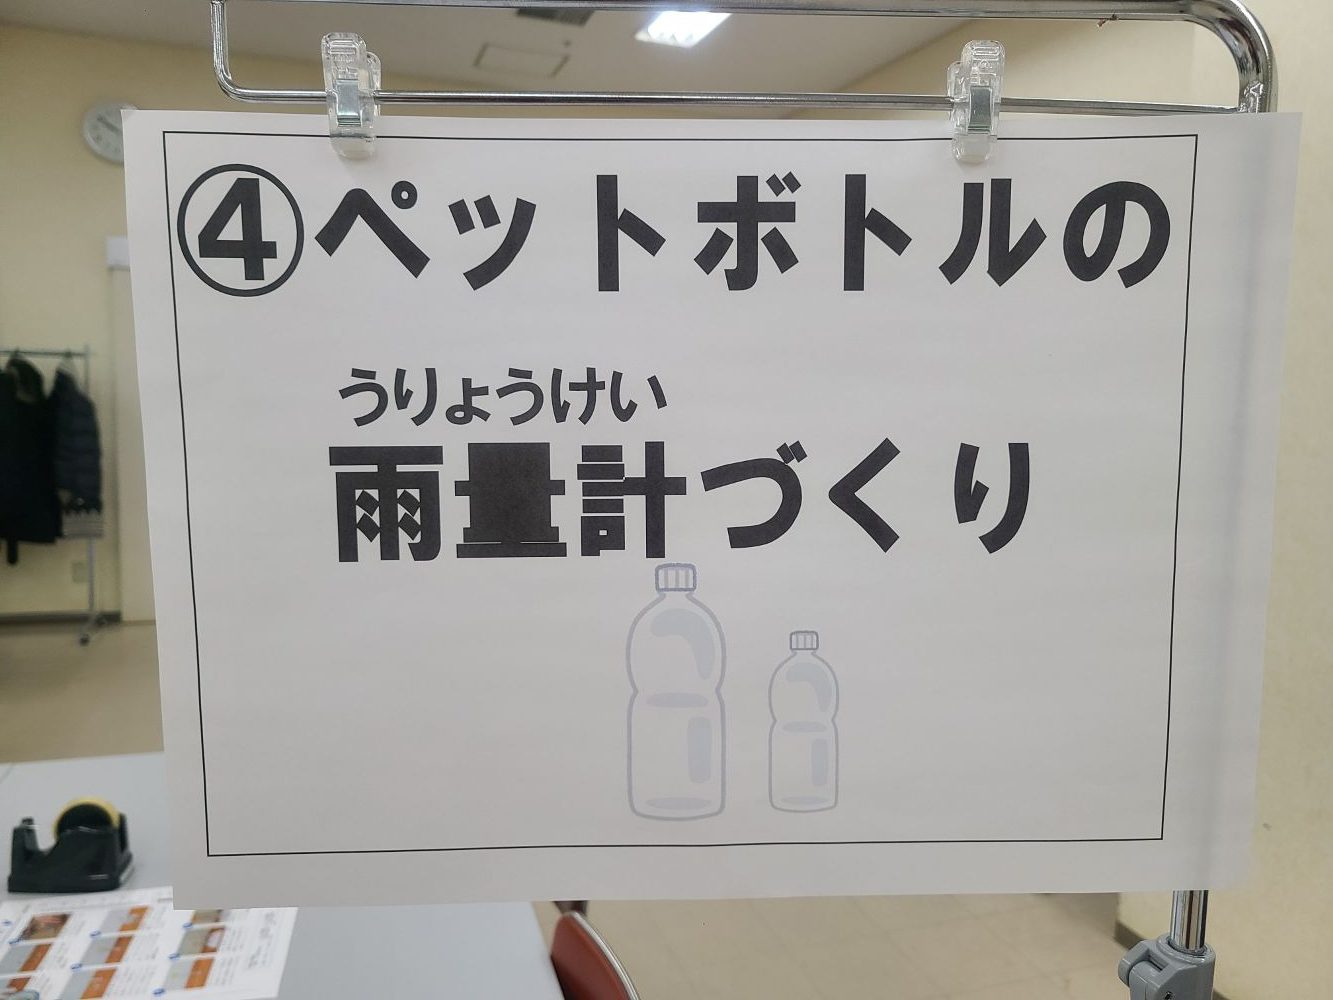 ④ペットボトルの
うりょうけい
雨量計づくり